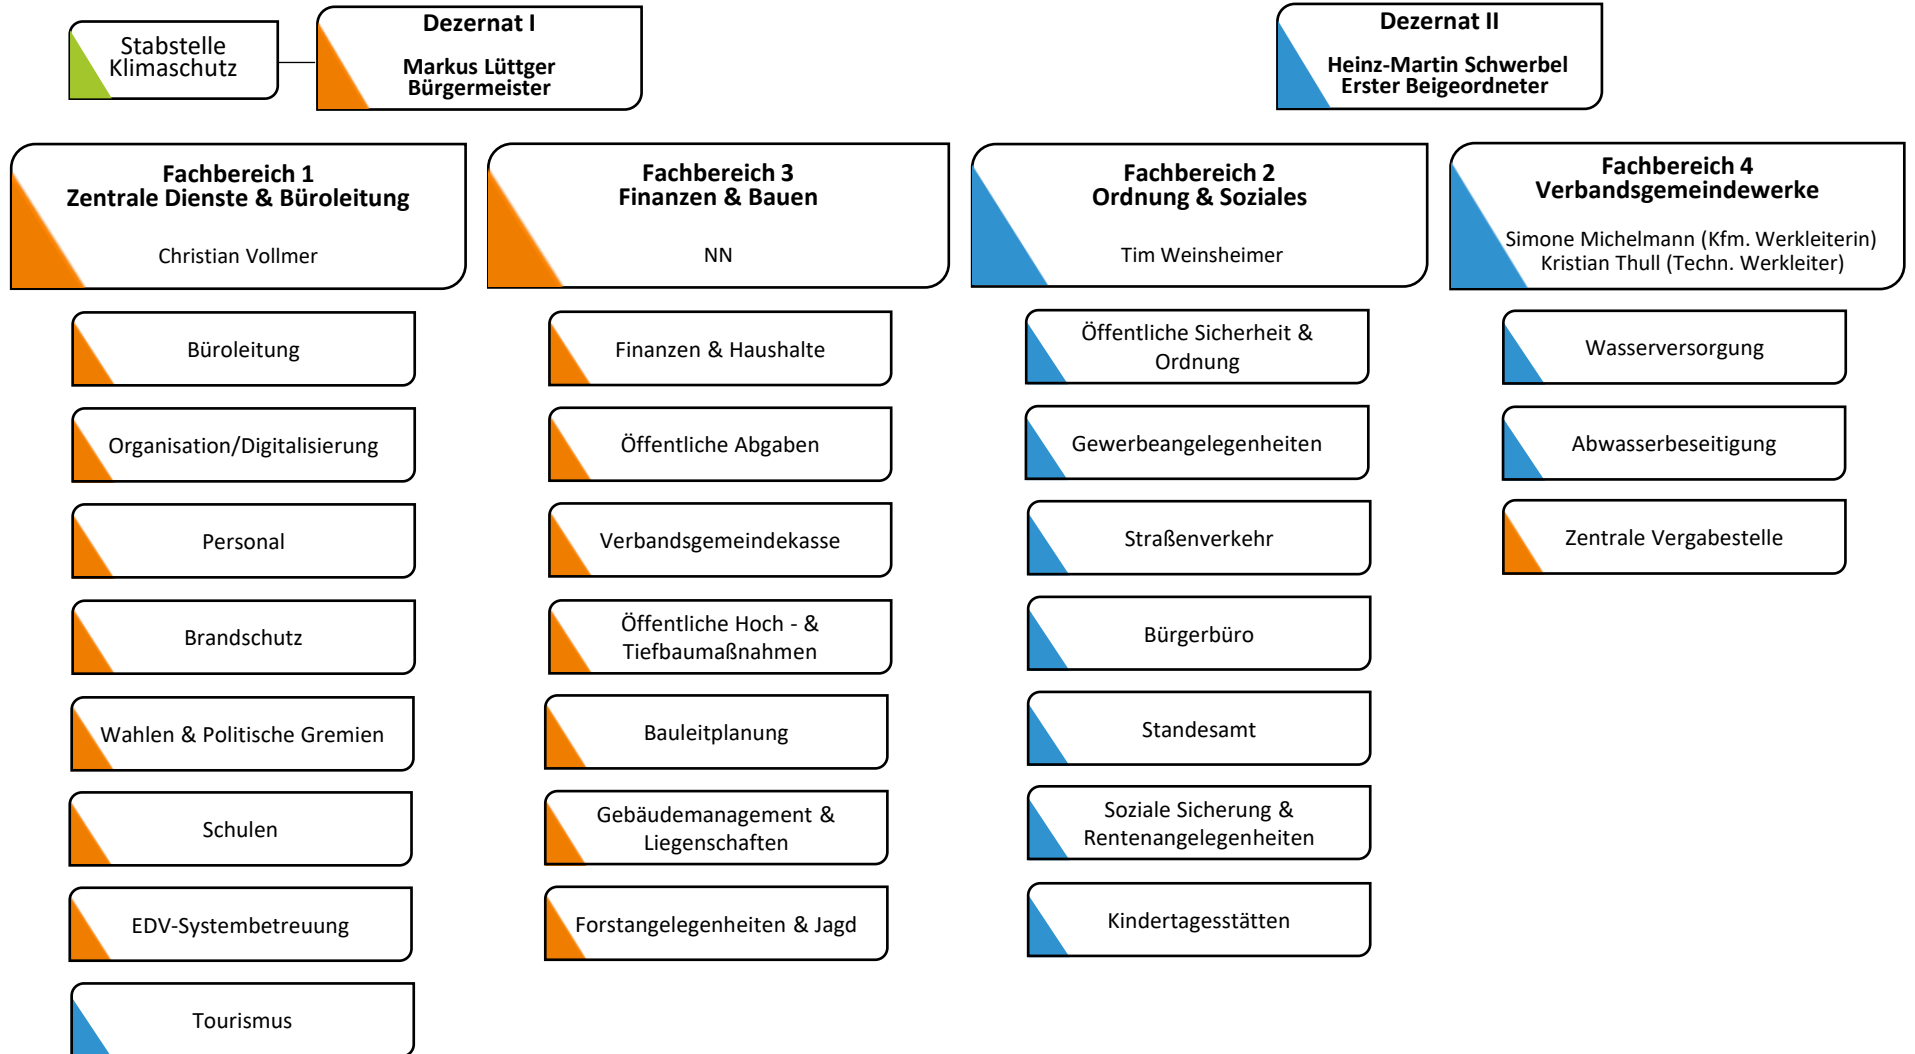 Stabstelle
Klimaschutz
Dezernat I
Markus Lüttger
Bürgermeister
Dezernat II
Heinz-Martin Schwerbel
Erster Beigeordneter
Fachbereich 1
Zentrale Dienste & Büroleitung
Christian Vollmer
Büroleitung
Organisation/Digitalisierung
Personal
Brandschutz
Wahlen & Politische Gremien
Schulen
EDV-Systembetreuung
Tourismus
Fachbereich 3
Finanzen & Bauen
NN
Finanzen & Haushalte
Öffentliche Abgaben
Verbandsgemeindekasse
Öffentliche Hoch - &
Tiefbaumaßnahmen
Bauleitplanung
Gebäudemanagement &
Liegenschaften
Forstangelegenheiten & Jagd
Fachbereich 2
Ordnung & Soziales
Tim Weinsheimer
Öffentliche Sicherheit &
Ordnung
Gewerbeangelegenheiten
Straßenverkehr
Bürgerbüro
Standesamt
Soziale Sicherung &
Rentenangelegenheiten
Kindertagesstätten
Fachbereich 4
Verbandsgemeindewerke
Simone Michelmann (Kfm. Werkleiterin)
Kristian Thull (Techn. Werkleiter)
Wasserversorgung
Abwasserbeseitigung
Zentrale Vergabestelle